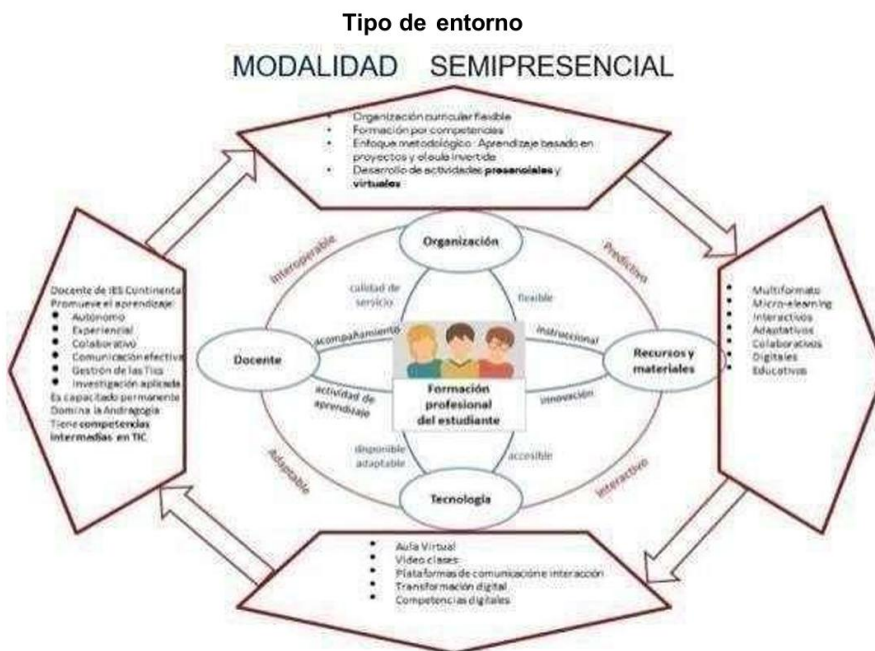 Tipo de entorno
MODALIDAD SEMIPRESENCIAL
• Organización curricular flexible
• Formación por competencias
• Enfoque metodológico: Aprendizaje basado en
proyectos y el aula invertida
• Desarrollo de actividades presenciales y
virtuales
Interoperable
Organización
Predictivo
calidad de
servicio
flexible
Docente de IES Continental
Promueve el aprendizaje:
• Autónomo
• Experiencial
• Colaborativo
• Comunicación efectiva
• Gestión de las Tics
• Investigación aplicada
Es capacitado permanente
Domina la Andragogía
Tiene competencias
intermedias en TIC
Docente
acompañamiento
instruccional
actividad de
aprendizaje
innovación
Formación
profesional
del estudiante
Recursos y
materiales
• Multiformato
• Micro-elearning
• Interactivos
• Adaptativos
• Colaborativos
• Digitales
• Educativos
disponible
adaptable
accesible
Adaptable
Tecnología
Interactivo
• Aula Virtual
• Video clases
• Plataformas de comunicación e interacción
• Transformación digital
• Competencias digitales